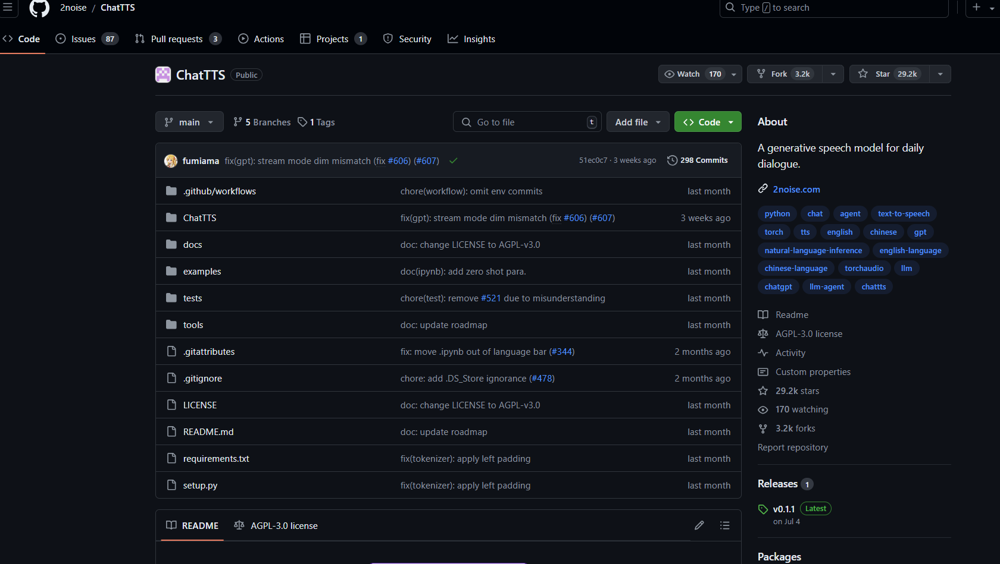 2noise / ChatTTS
Type / to search
Code
Issues 87
Pull requests 3
Actions
Projects 1
Security
Insights
ChatTTS Public
Watch 170
Fork 3.2k
Star 29.2k
main
5 Branches
1 Tags
Go to file t
Add file
Code
fumiama fix(gpt): stream mode dim mismatch (fix #606) (#607) 51ec0c7 · 3 weeks ago 298 Commits
.github/workflows chore(workflow): omit env commits last month
ChatTTS fix(gpt): stream mode dim mismatch (fix #606) (#607) 3 weeks ago
docs doc: change LICENSE to AGPL-v3.0 last month
examples doc(ipynb): add zero shot para. last month
tests chore(test): remove #521 due to misunderstanding last month
tools doc: update roadmap last month
.gitattributes fix: move .ipynb out of language bar (#344) 2 months ago
.gitignore chore: add .DS_Store ignorance (#478) 2 months ago
LICENSE doc: change LICENSE to AGPL-v3.0 last month
README.md doc: update roadmap last month
requirements.txt fix(tokenizer): apply left padding last month
setup.py fix(tokenizer): apply left padding last month
README
AGPL-3.0 license
About
A generative speech model for daily
dialogue.
2noise.com
python chat agent text-to-speech
torch tts english chinese gpt
natural-language-inference english-language
chinese-language torchaudio llm
chatgpt llm-agent chattts
Readme
AGPL-3.0 license
Activity
Custom properties
29.2k stars
170 watching
3.2k forks
Report repository
Releases 1
v0.1.1 Latest
on Jul 4
Packages